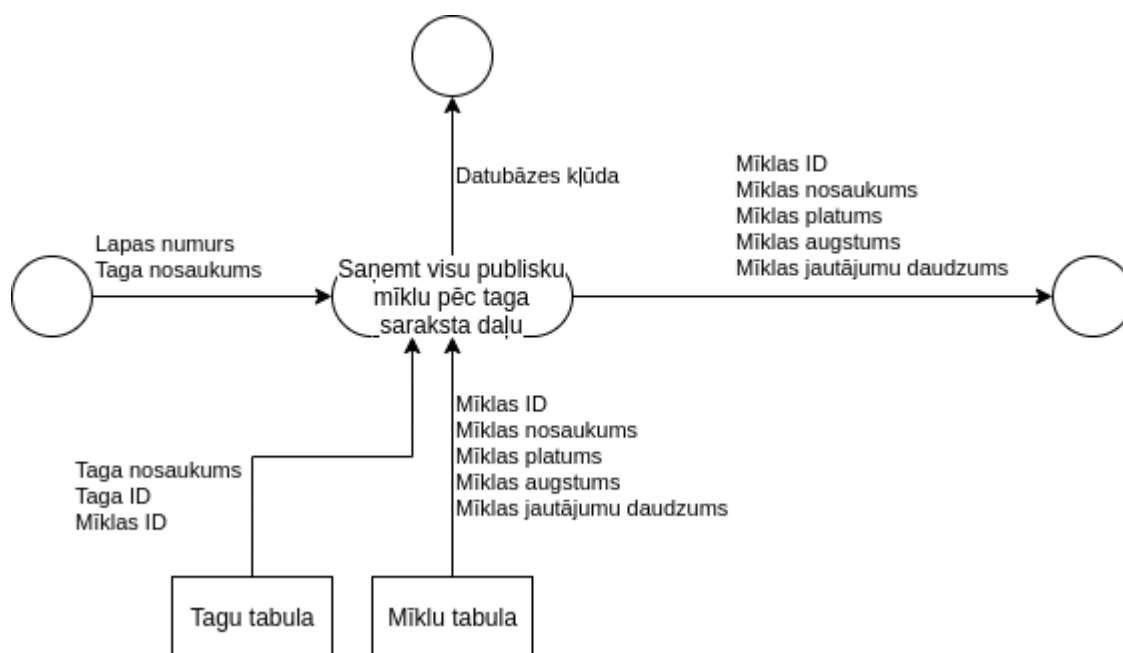 Datubāzes kļūda
Mīklas ID
Mīklas nosaukums
Mīklas platums
Mīklas augstums
Mīklas jautājumu daudzums
Lapas numurs
Taga nosaukums
Saņemt visu publisku
mīklu pēc taga
saraksta daļu
Mīklas ID
Mīklas nosaukums
Mīklas platums
Mīklas augstums
Mīklas jautājumu daudzums
Taga nosaukums
Taga ID
Mīklas ID
Tagu tabula
Mīklu tabula